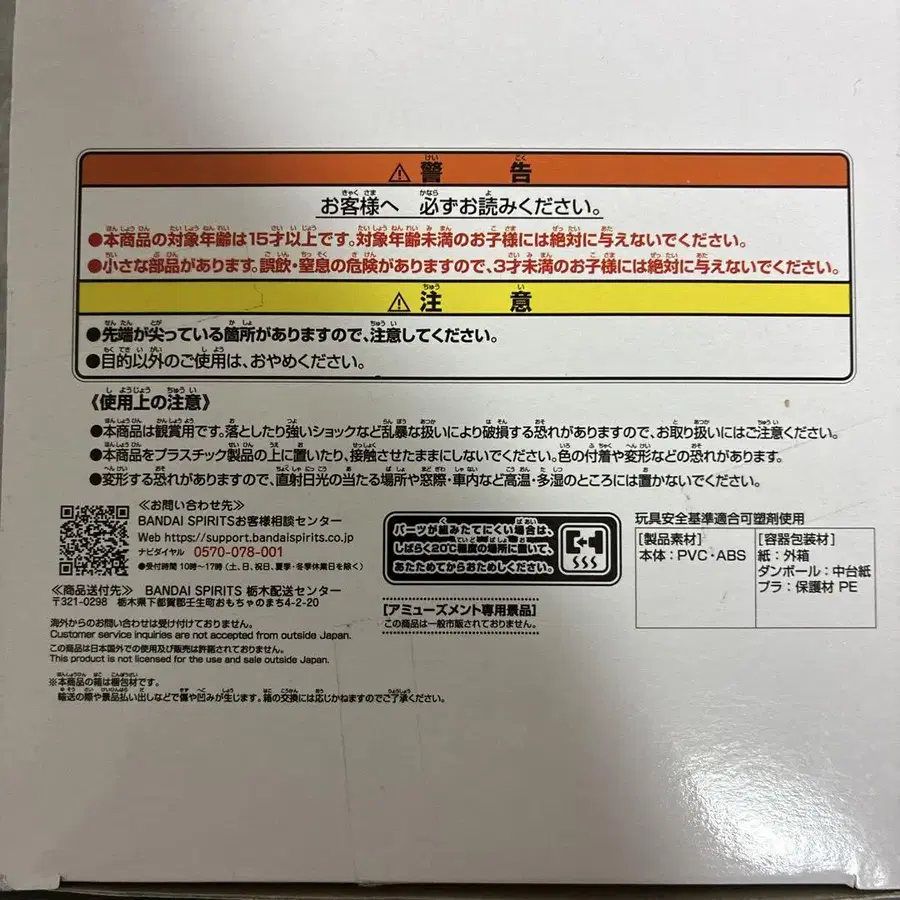 ⚠警告
お客様へ 必ずお読みください。
●本商品の対象年齢は15才以上です。対象年齢未満のお子様には絶対に与えないでください。
●小さな部品があります。誤飲・窒息の危険がありますので、3才未満のお子様には絶対に与えないでください。
⚠注意
●先端が尖っている箇所がありますので、注意してください。
●目的以外のご使用は、おやめください。
《使用上の注意》
●本商品は観賞用です。落としたり強いショックなど乱暴な扱いにより破損する恐れがありますので、お取り扱いにはご注意ください。
●本商品をプラスチック製品の上に置いたり、接触させたままにしないでください。色の付着や変形などの恐れがあります。
●変形する恐れがありますので、直射日光の当たる場所や窓際・車内など高温・多湿のところには置かないでください。
≪お問い合わせ先≫
BANDAI SPIRITSお客様相談センター
Web https://support.bandaispirits.co.jp
ナビダイヤル 0570-078-001
●受付時間 10時〜17時(土、日、祝日、夏季・冬季休業日を除く)
≪商品送付先≫ BANDAI SPIRITS 栃木配送センター
〒321-0298 栃木県下都賀郡壬生町おもちゃのまち4-2-20
海外からのお問い合わせは受け付けておりません。
Customer service inquiries are not accepted from outside Japan.
この商品は日本国外での使用及び販売は許諾されておりません。
This product is not licensed for the use and sale outside Japan.
※本商品の箱は梱包材です。
輸送の際や景品払い出しなどで傷や凹みが生じます。箱の交換には応じかねますのでご了承ください。
パーツが組みたてにくい場合は、
しばらく20℃程度の場所に置いて、
あたためてからおためしください。
[アミューズメント専用景品]
この商品は一般市販されておりません。
玩具安全基準適合可塑剤使用
[製品素材]
本体:PVC・ABS
[容器包装材]
紙:外箱
ダンボール:中台紙
プラ:保護材 PE